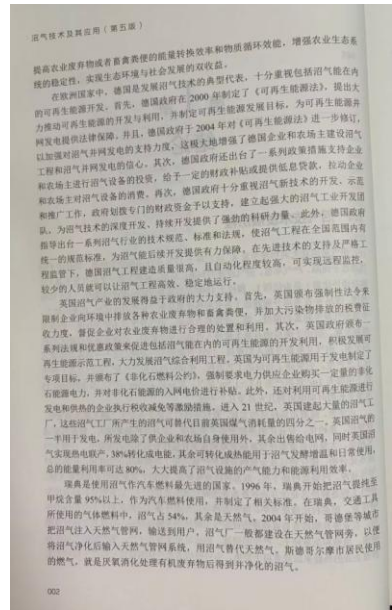 沼气技术及其应用（第五版）
提高农业废弃物或者畜禽粪便的能量转换效率和物质循环效能，增强农业生态系
统的稳定性，实现生态环境与社会发展的双收益。
在欧洲国家中，德国是发展沼气技术的典型代表，十分重视包括沼气能在内
的可再生能源开发。首先，德国政府在2000年制定了《可再生能源法》，提出大
力推动可再生能源的开发与利用，并制定可再生能源发展目标，为可再生能源并
网发电提供法律保障，并且，德国政府于2004年对《可再生能源法》进一步修订，
以加强对沼气并网发电的支持力度，这极大地增强了德国企业和农场主建设沼气
工程和沼气并网发电的信心。其次，德国政府还出台了一系列政策措施支持企业
和农场主进行沼气设备的投资，给予一定的财政补贴或提供低息贷款，拉动企业
和农场主对沼气设备的消费。再次，德国政府十分重视沼气新技术的开发、示范
和推广工作，政府划拨专门的财政资金予以支持，建立起强大的沼气工业开发团
队，为沼气技术的深度开发、持续开发提供了强劲的科研力量。此外，德国政府
指导出台一系列沼气行业的技术规范、标准和法规，使沼气工程在全国范围内有
统一的规范标准，为沼气能后续开发提供有力保障。在先进技术的支持及严格工
程监管下，德国沼气工程建造质量很高，且自动化程度较高，可实现远程监控，
较少的人员就可以让沼气工程高效、稳定地运行。
英国沼气产业的发展得益于政府的大力支持，首先，英国颁布强制性法令来
限制企业向环境中排放各种农业废弃物和畜禽粪便，并加大污染物排放的检费征
收力度，督促企业对农业废弃物进行合理的处置和利用。其次，英国政府颁布一
系列法规和优惠政策来促进包括沼气能在内的可再生能源的开发利用，积极发展可
再生能源示范工程，大力发展沼气综合利用工程。英国为可再生能源用于发电制定了
专项目标，并颁布了《非化石燃料公约》，强制要求电力供应企业购买一定量的非化
石能源电力，并对非化石能源的入网电价进行补贴。此外，还对利用可再生能源进行
发电和供热的企业执行税收减免等激励措施。进入21世纪，英国建起大量的沼气工
厂，这些沼气工厂所产生的沼气可替代目前英国煤气消耗量的四分之一。英国沼气的
一半用于发电，所发电除了供企业和农场自身使用外，其余出售给电网，同时英国沼
气实现热电联产，38%转化成电能，其余可转化成热能用于沼气发酵增温和日常使用，
总的能量利用率可达80%，大大提高了沼气设施的产气能力和能源利用效率。
瑞典是使用沼气作汽车燃料最先进的国家。1996年，瑞典开始把沼气提纯至
甲烷含量95%以上，作为汽车燃料使用，并制定了相关标准。在瑞典，交通工具
所使用的气体燃料中，沼气占54%，其余是天然气。2004年开始，哥德堡等城市
把沼气注入天然气管网，输送到用户。沼气厂一般都建设在天然气管网旁，以便
将沼气净化后输入天然气管网系统，用沼气替代天然气。斯德哥尔摩市居民使用
的燃气，就是厌氧消化处理有机废弃物后得到并净化的沼气。
002